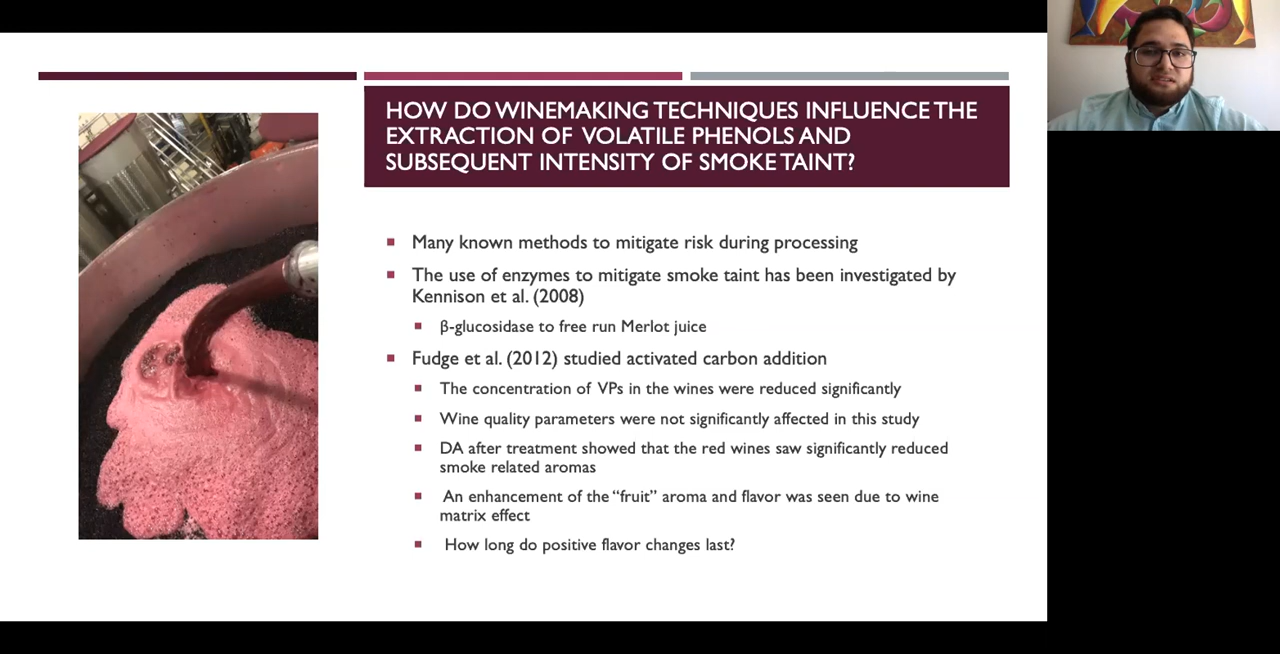 HOW DO WINEMAKING TECHNIQUES INFLUENCE THE
EXTRACTION OF VOLATILE PHENOLS AND
SUBSEQUENT INTENSITY OF SMOKE TAINT?
Many known methods to mitigate risk during processing
The use of enzymes to mitigate smoke taint has been investigated by
Kennison et al. (2008)
β-glucosidase to free run Merlot juice
Fudge et al. (2012) studied activated carbon addition
The concentration of VPs in the wines were reduced significantly
Wine quality parameters were not significantly affected in this study
DA after treatment showed that the red wines saw significantly reduced
smoke related aromas
An enhancement of the “fruit” aroma and flavor was seen due to wine
matrix effect
How long do positive flavor changes last?